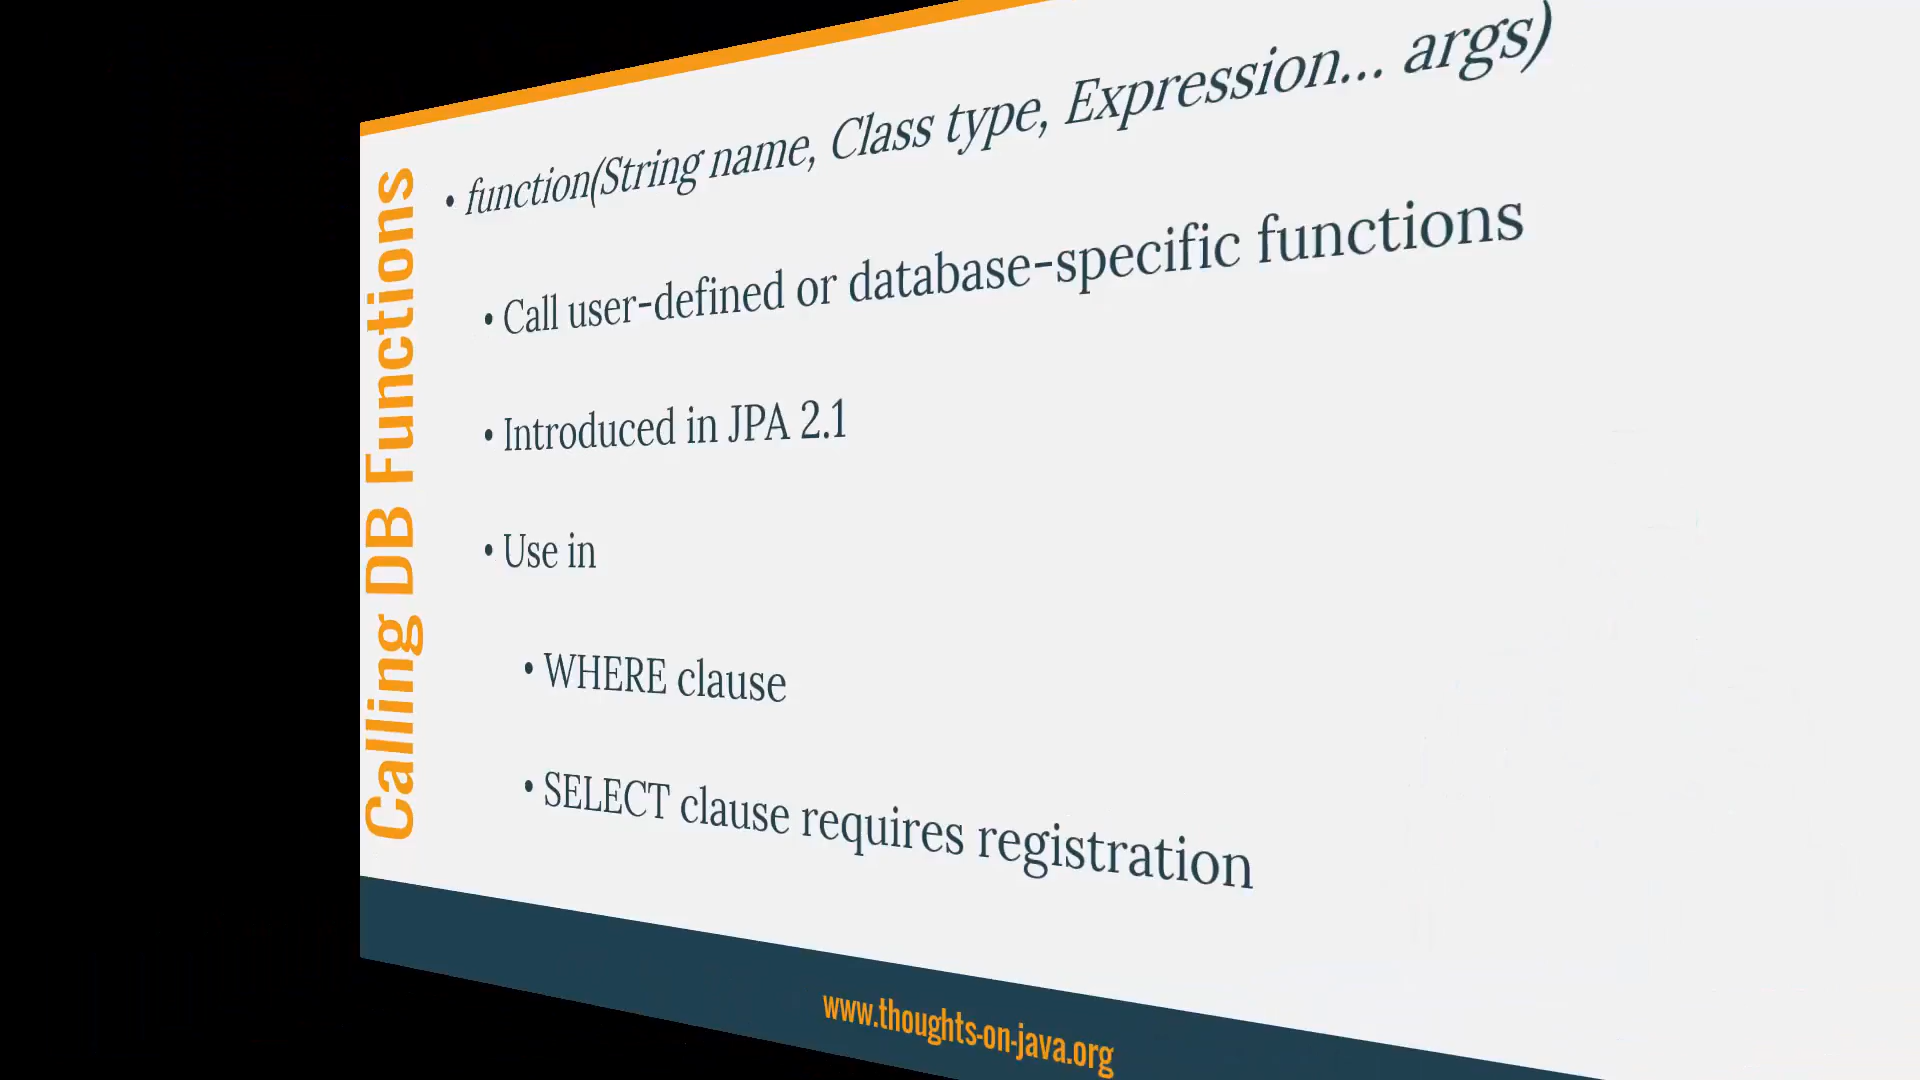 Calling DB Functions
• function(String name, Class type, Expression... args)
• Call user-defined or database-specific functions
• Introduced in JPA 2.1
• Use in
• WHERE clause
• SELECT clause requires registration
www.thoughts-on-java.org